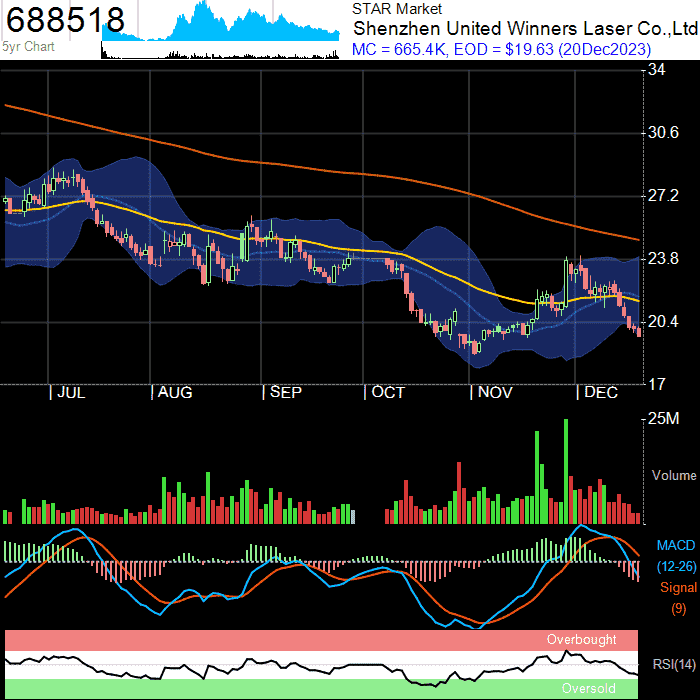 688518
5yr Chart
STAR Market
Shenzhen United Winners Laser Co.,Ltd
MC = 665.4K, EOD = $19.63 (20Dec2023)
34
30.6
27.2
23.8
20.4
17
JUL AUG SEP OCT NOV DEC
25M
Volume
MACD
(12-26)
Signal
(9)
Overbought
RSI(14)
Oversold